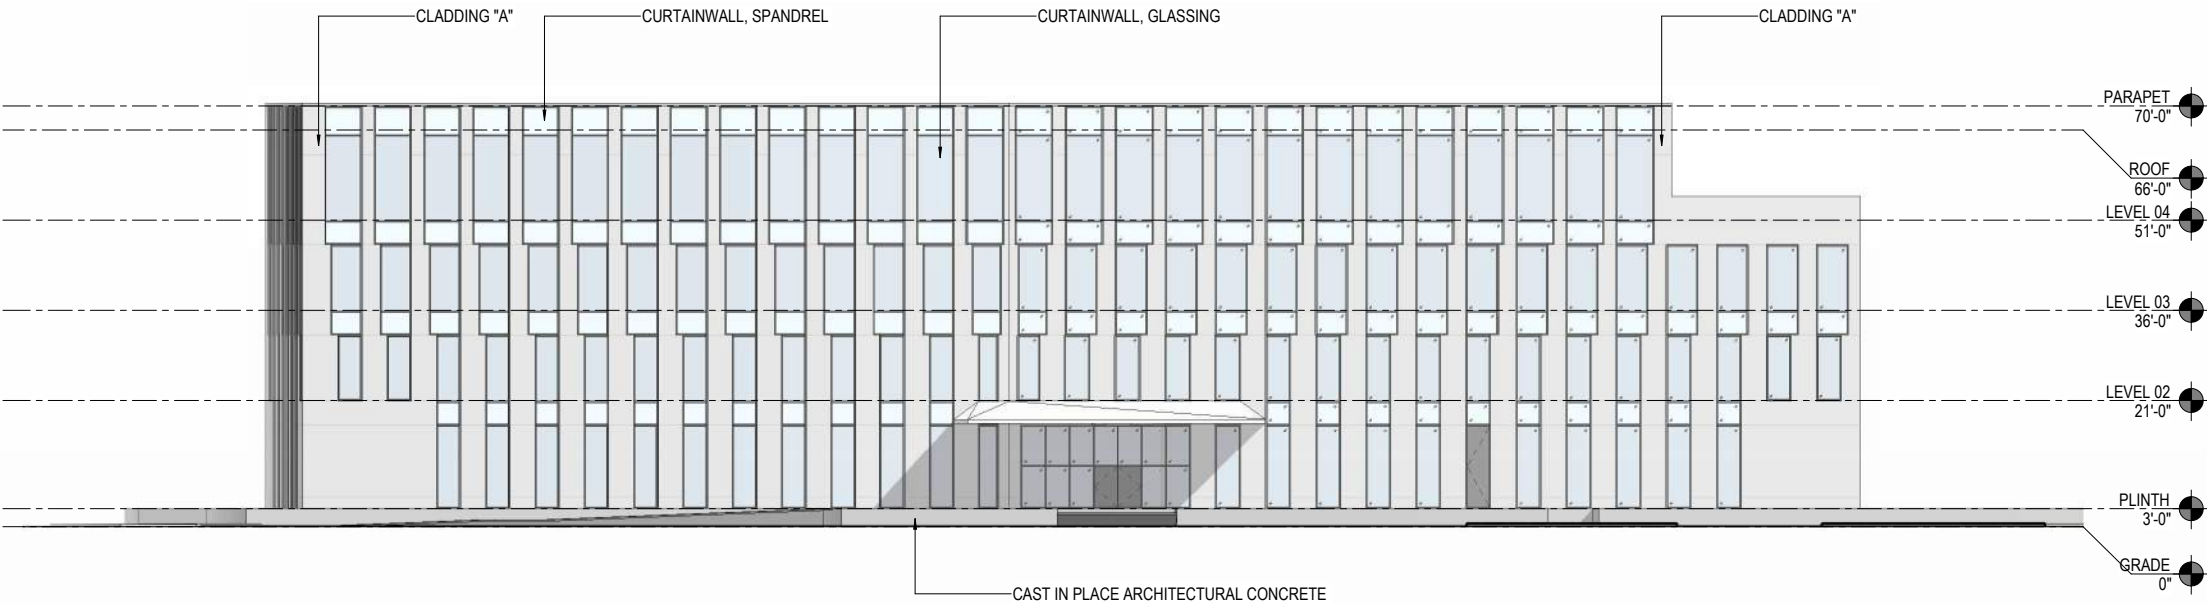 CLADDING "A"
CURTAINWALL, SPANDREL
CURTAINWALL, GLASSING
CLADDING "A"
PARAPET
70'-0"
ROOF
66'-0"
LEVEL 04
51'-0"
LEVEL 03
36'-0"
LEVEL 02
21'-0"
PLINTH
3'-0"
GRADE
0"
CAST IN PLACE ARCHITECTURAL CONCRETE